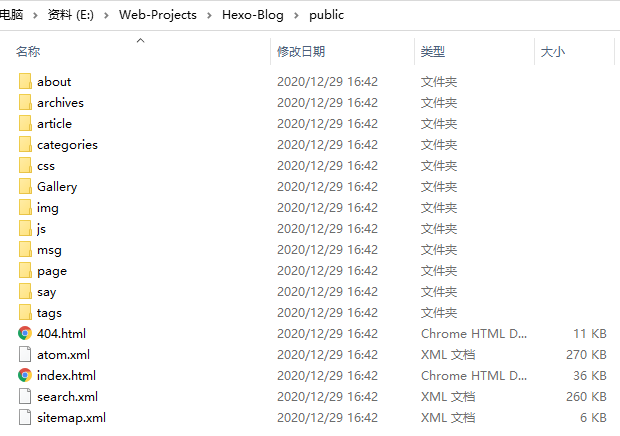 电脑 > 资料 (E:) > Web-Projects > Hexo-Blog > public
名称 修改日期 类型 大小
about 2020/12/29 16:42 文件夹
archives 2020/12/29 16:42 文件夹
article 2020/12/29 16:42 文件夹
categories 2020/12/29 16:42 文件夹
css 2020/12/29 16:42 文件夹
Gallery 2020/12/29 16:42 文件夹
img 2020/12/29 16:42 文件夹
js 2020/12/29 16:42 文件夹
msg 2020/12/29 16:42 文件夹
page 2020/12/29 16:42 文件夹
say 2020/12/29 16:42 文件夹
tags 2020/12/29 16:42 文件夹
404.html 2020/12/29 16:42 Chrome HTML D... 11 KB
atom.xml 2020/12/29 16:42 XML 文档 270 KB
index.html 2020/12/29 16:42 Chrome HTML D... 36 KB
search.xml 2020/12/29 16:42 XML 文档 260 KB
sitemap.xml 2020/12/29 16:42 XML 文档 6 KB